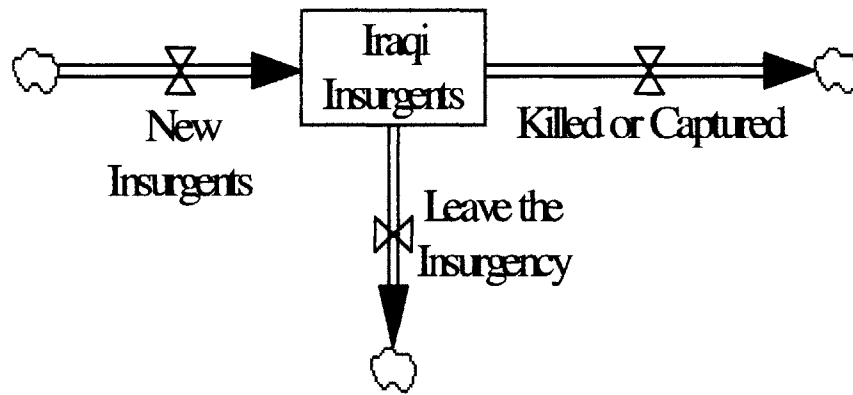 Iraqi
Insurgents
New
Insurgents
Killed or Captured
Leave the
Insurgency